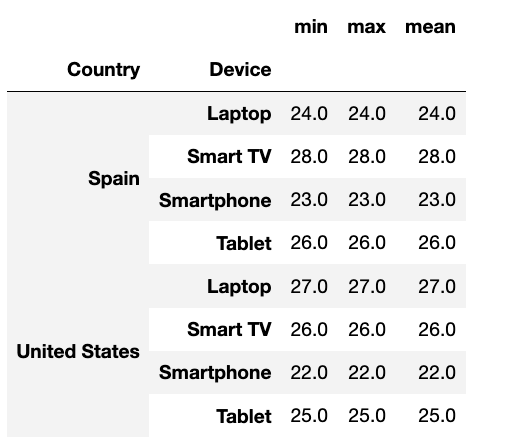 min max mean
Country Device
Laptop 24.0 24.0 24.0
Smart TV 28.0 28.0 28.0
Spain
Smartphone 23.0 23.0 23.0
Tablet 26.0 26.0 26.0
Laptop 27.0 27.0 27.0
Smart TV 26.0 26.0 26.0
United States
Smartphone 22.0 22.0 22.0
Tablet 25.0 25.0 25.0